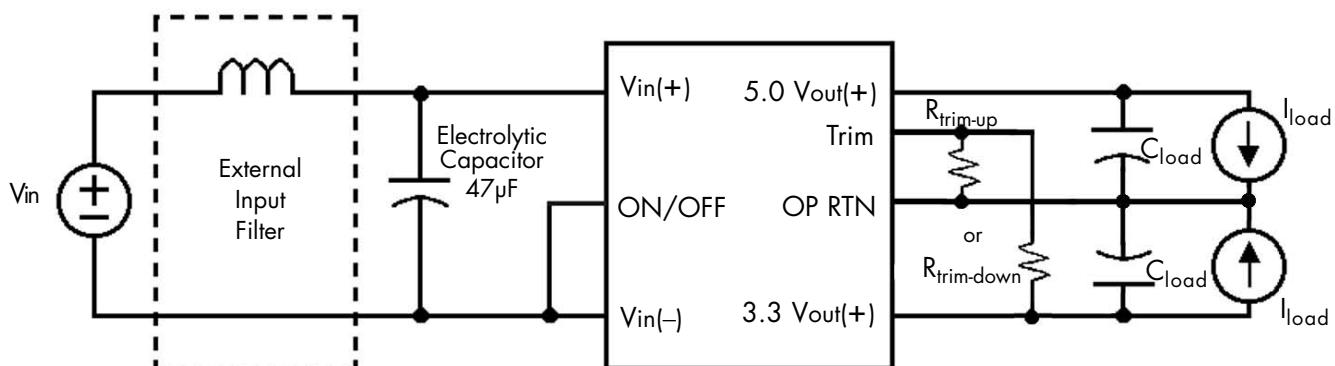 Vin
External
Input
Filter
Electrolytic
Capacitor
47µF
Vin(+)
ON/OFF
Vin(–)
5.0 Vout(+)
Trim
OP RTN
3.3 Vout(+)
Rtrim-up
or
Rtrim-down
Cload
Iload
Cload
Iload